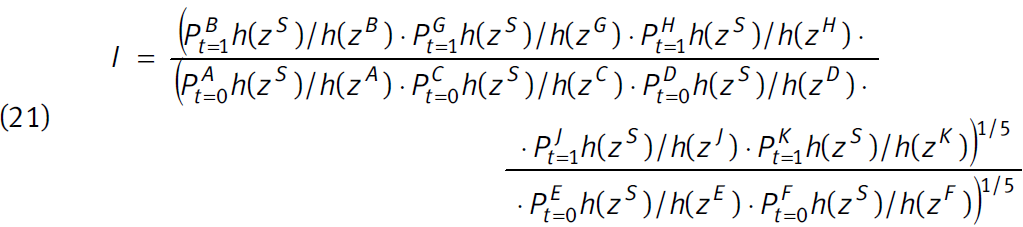 I = (P^B_{t=1}h(z^S)/h(z^B) · P^G_{t=1}h(z^S)/h(z^G) · P^H_{t=1}h(z^S)/h(z^H) ·
(P^A_{t=0}h(z^S)/h(z^A) · P^C_{t=0}h(z^S)/h(z^C) · P^D_{t=0}h(z^S)/h(z^D) ·
(21)
· P^J_{t=1}h(z^S)/h(z^J) · P^K_{t=1}h(z^S)/h(z^K))^{1/5}
· P^E_{t=0}h(z^S)/h(z^E) · P^F_{t=0}h(z^S)/h(z^F))^{1/5}